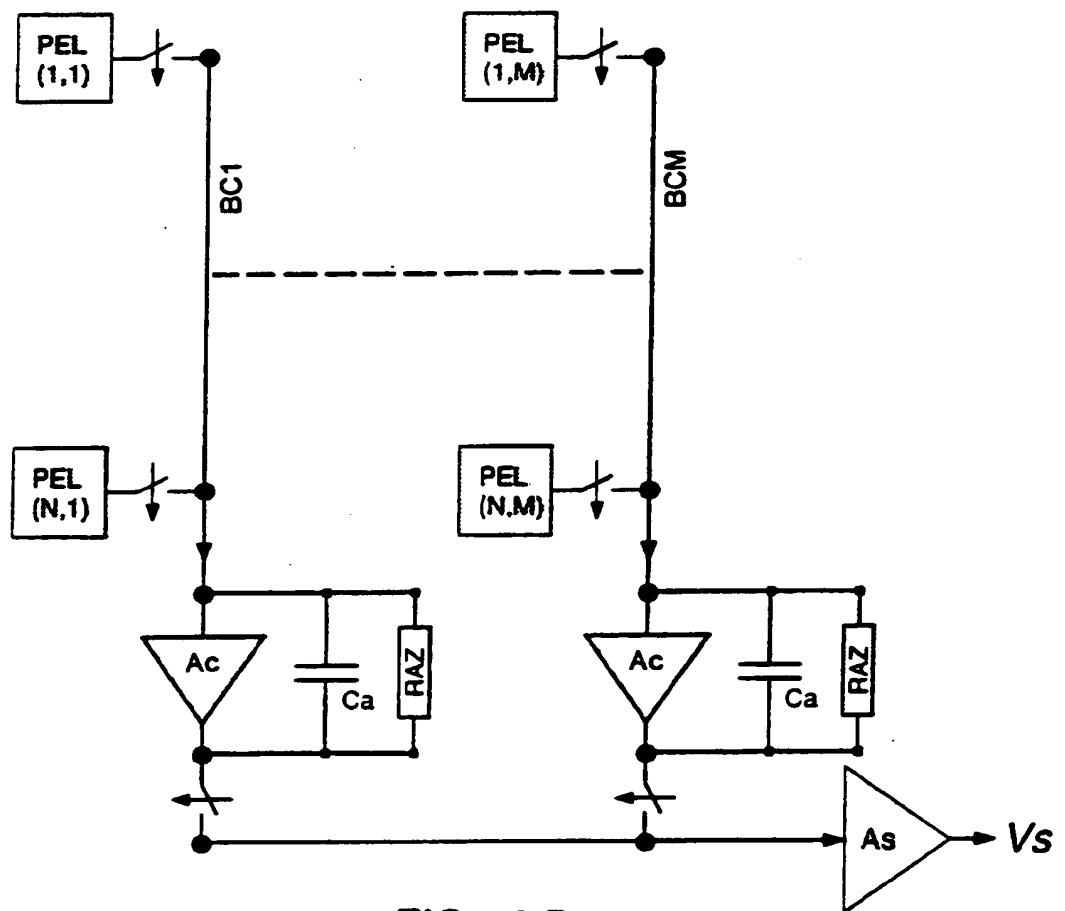 PEL
(1,1)
PEL
(1,M)
BC1
BCM
PEL
(N,1)
PEL
(N,M)
Ac
Ca
RAZ
Ac
Ca
RAZ
As
Vs